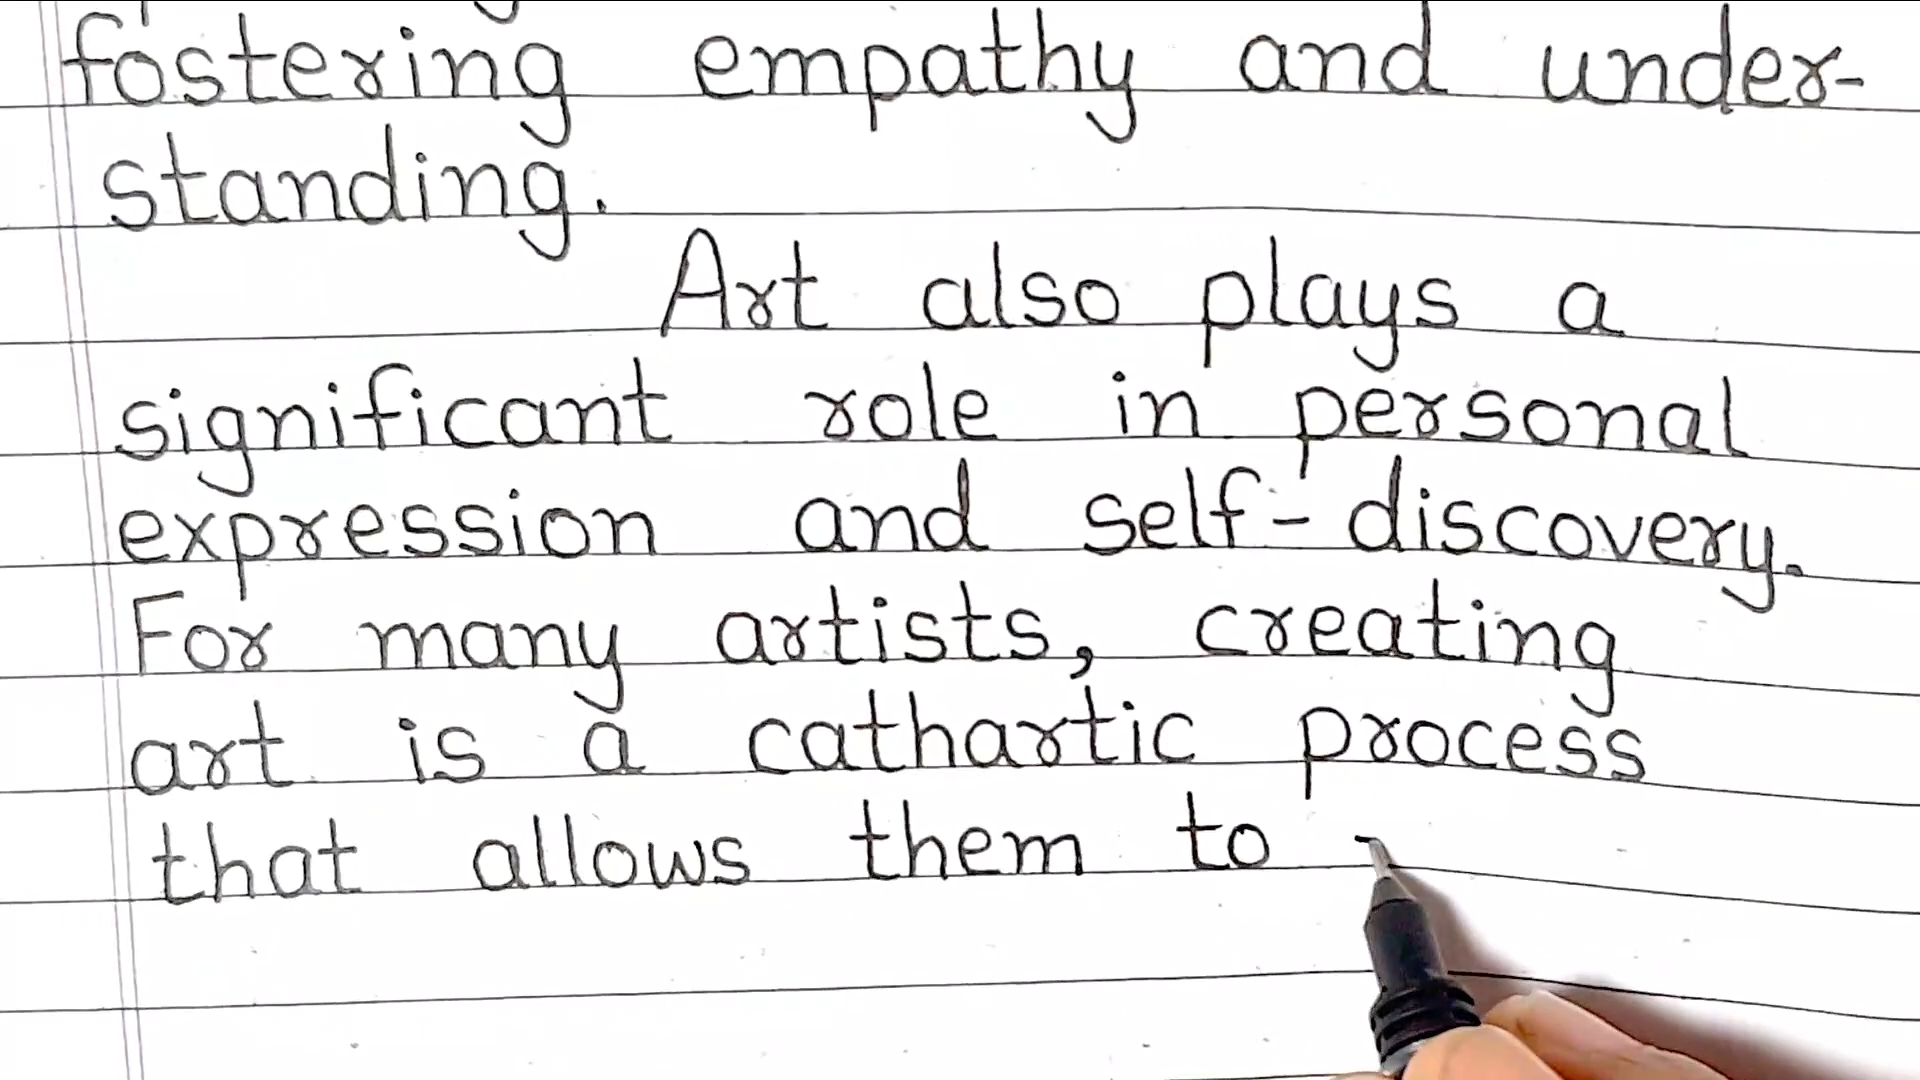 fostering empathy and under-
standing.
Art also plays a
significant role in personal
expression and self-discovery.
For many artists, creating
art is a cathartic process
that allows them to